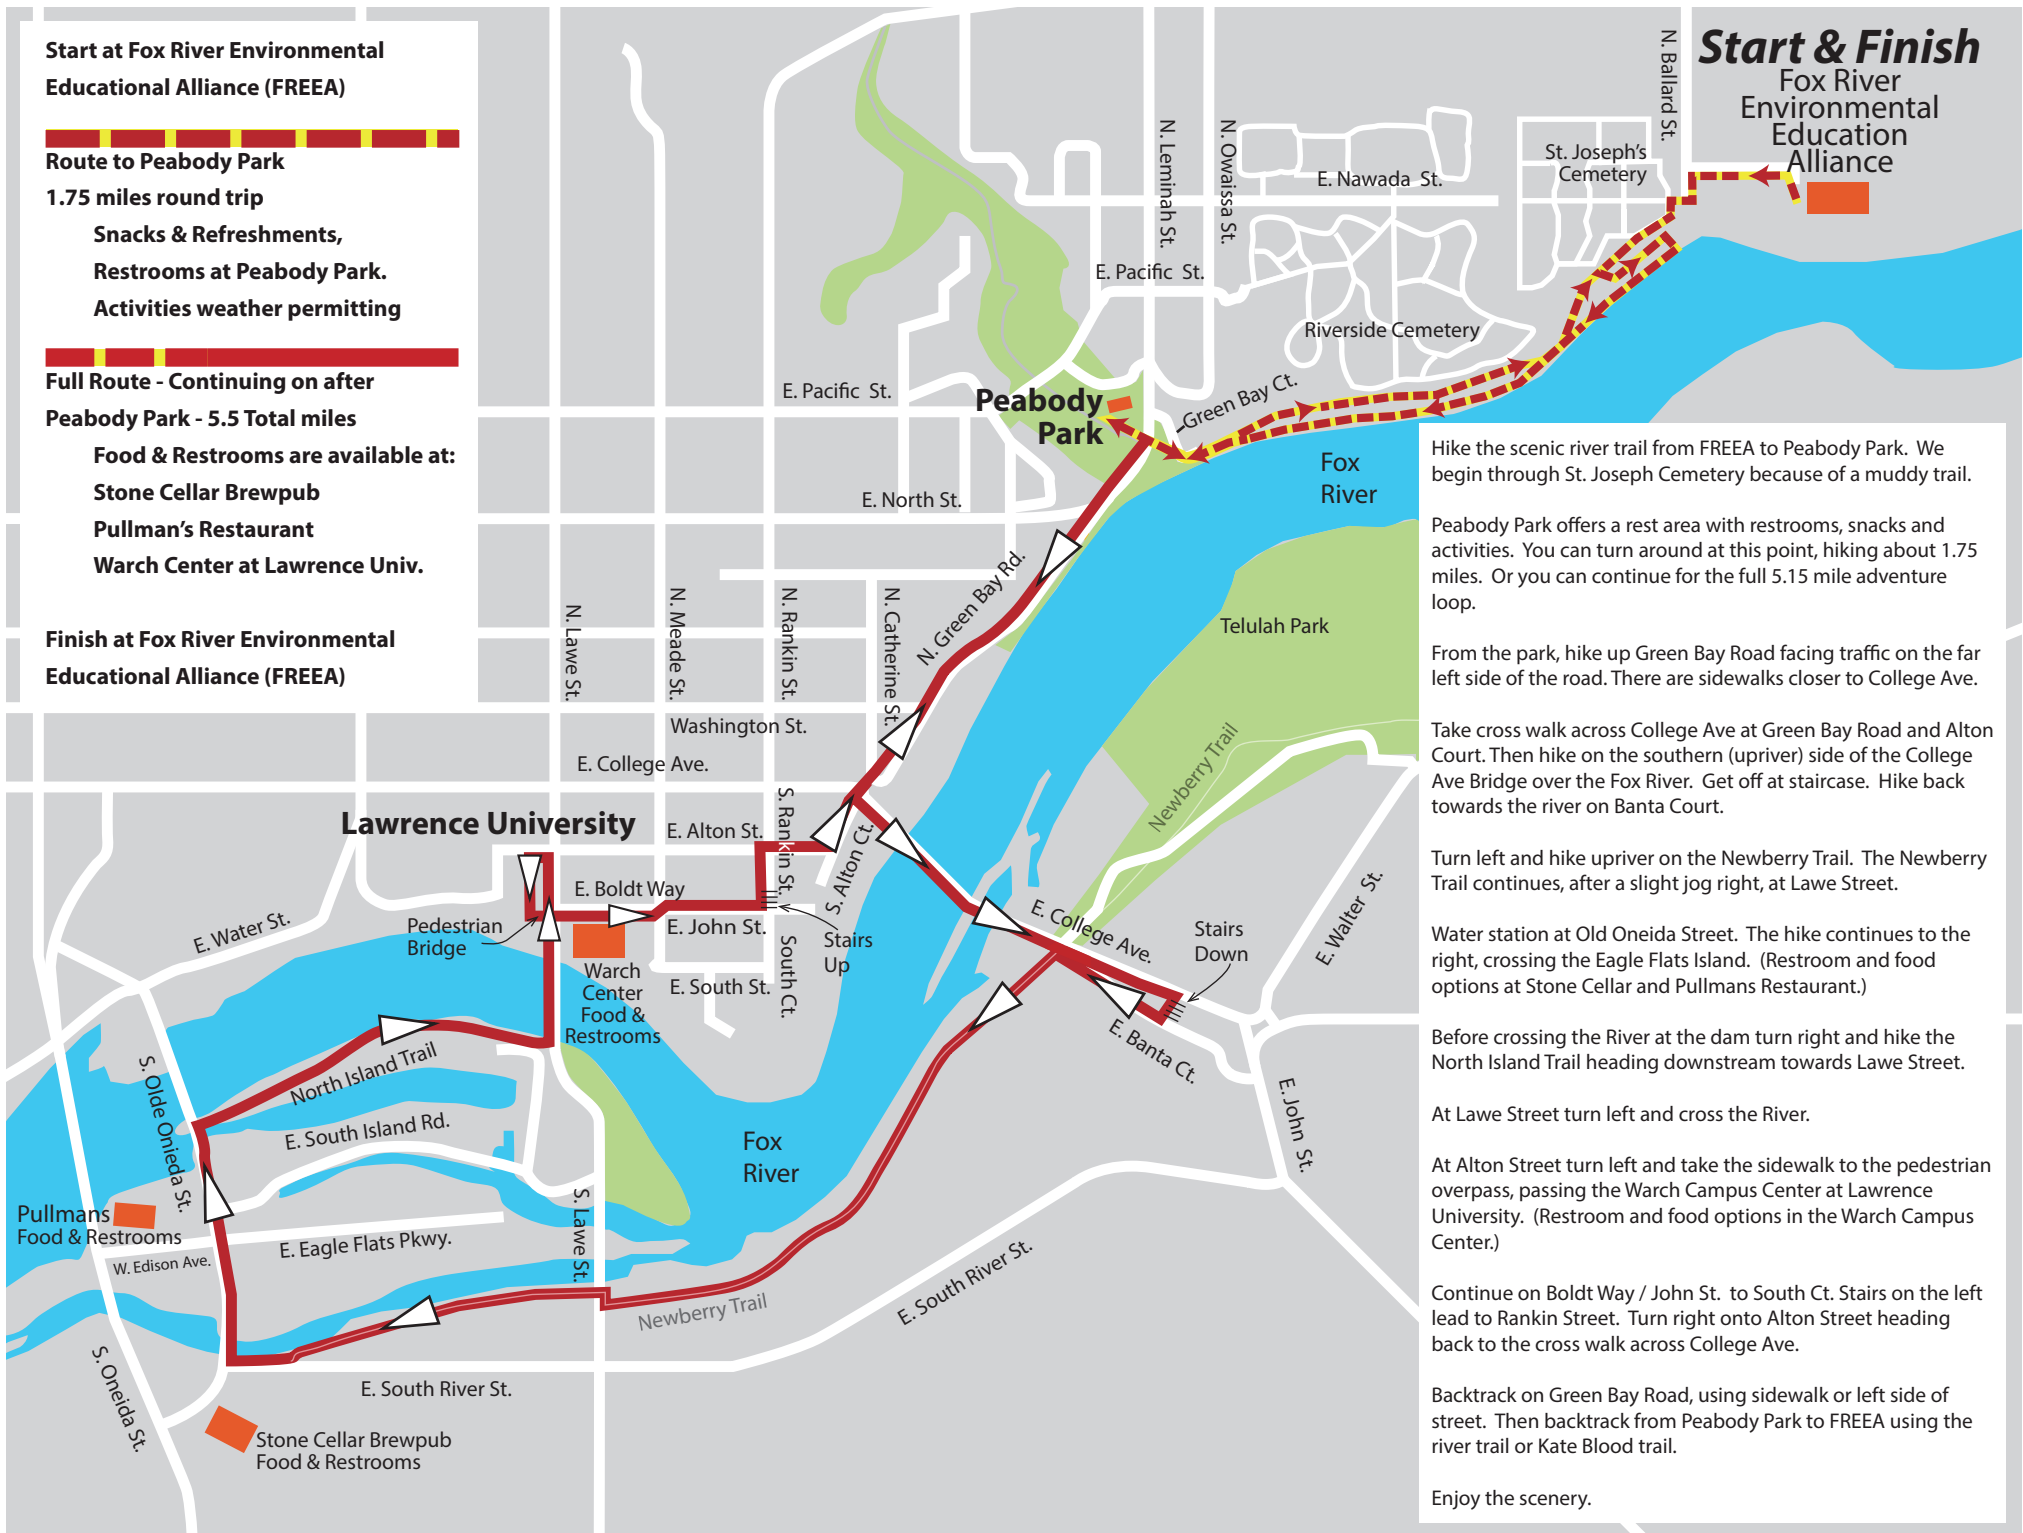 Start at Fox River Environmental
Educational Alliance (FREEA)
Route to Peabody Park
1.75 miles round trip
Snacks & Refreshments,
Restrooms at Peabody Park.
Activities weather permitting
Full Route - Continuing on after
Peabody Park - 5.5 Total miles
Food & Restrooms are available at:
Stone Cellar Brewpub
Pullman's Restaurant
Warch Center at Lawrence Univ.
Finish at Fox River Environmental
Educational Alliance (FREEA)
Start & Finish
Fox River
Environmental
Education
Alliance
N. Ballard St.
St. Joseph's
Cemetery
N. Leminah St.
N. Owaissa St.
E. Nawada St.
E. Pacific St.
Riverside Cemetery
E. Pacific St.
Peabody
Park
Green Bay Ct.
Fox
River
E. North St.
N. Green Bay Rd.
Telulah Park
N. Lawe St.
N. Meade St.
N. Rankin St.
N. Catherine St.
Washington St.
E. College Ave.
Newberry Trail
Lawrence University
E. Alton St.
S. Rankin St.
S. Alton Ct.
E. Boldt Way
E. Water St.
Pedestrian
Bridge
E. John St.
Stairs
Up
South Ct.
E. College Ave.
Stairs
Down
E. Walter St.
Warch
Center
Food &
Restrooms
E. South St.
E. Banta Ct.
E. John St.
North Island Trail
S. Olde Onieda St.
E. South Island Rd.
Fox
River
Pullmans
Food & Restrooms
W. Edison Ave.
E. Eagle Flats Pkwy.
S. Lawe St.
Newberry Trail
E. South River St.
S. Oneida St.
E. South River St.
Stone Cellar Brewpub
Food & Restrooms
Hike the scenic river trail from FREEA to Peabody Park. We
begin through St. Joseph Cemetery because of a muddy trail.
Peabody Park offers a rest area with restrooms, snacks and
activities. You can turn around at this point, hiking about 1.75
miles. Or you can continue for the full 5.15 mile adventure
loop.
From the park, hike up Green Bay Road facing traffic on the far
left side of the road. There are sidewalks closer to College Ave.
Take cross walk across College Ave at Green Bay Road and Alton
Court. Then hike on the southern (upriver) side of the College
Ave Bridge over the Fox River. Get off at staircase. Hike back
towards the river on Banta Court.
Turn left and hike upriver on the Newberry Trail. The Newberry
Trail continues, after a slight jog right, at Lawe Street.
Water station at Old Oneida Street. The hike continues to the
right, crossing the Eagle Flats Island. (Restroom and food
options at Stone Cellar and Pullmans Restaurant.)
Before crossing the River at the dam turn right and hike the
North Island Trail heading downstream towards Lawe Street.
At Lawe Street turn left and cross the River.
At Alton Street turn left and take the sidewalk to the pedestrian
overpass, passing the Warch Campus Center at Lawrence
University. (Restroom and food options in the Warch Campus
Center.)
Continue on Boldt Way / John St. to South Ct. Stairs on the left
lead to Rankin Street. Turn right onto Alton Street heading
back to the cross walk across College Ave.
Backtrack on Green Bay Road, using sidewalk or left side of
street. Then backtrack from Peabody Park to FREEA using the
river trail or Kate Blood trail.
Enjoy the scenery.